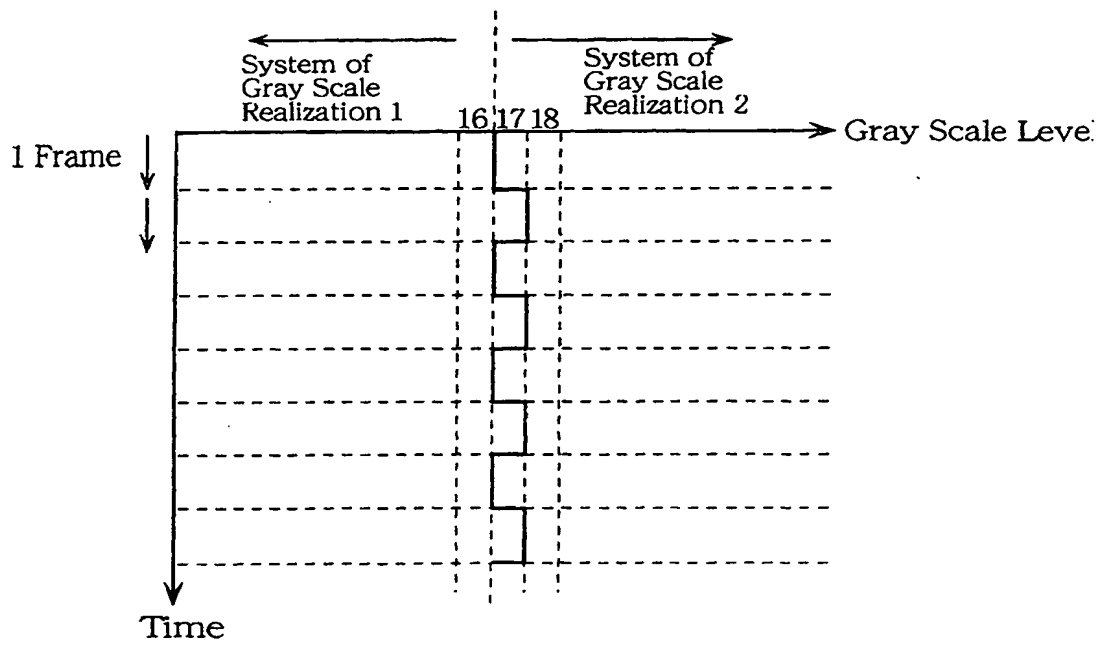 System of
Gray Scale
Realization 1
System of
Gray Scale
Realization 2
16 17 18
Gray Scale Level
1 Frame
Time